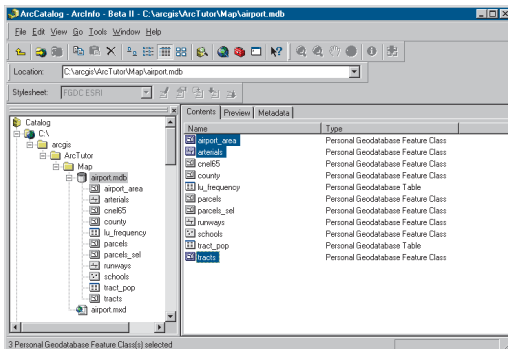 ArcCatalog - ArcInfo - Beta II - C:\arcgis\ArcTutor\Map\airport.mdb
File Edit View Go Tools Window Help
Location: C:\arcgis\ArcTutor\Map\airport.mdb
Stylesheet: FGDC ESRI
Contents Preview Metadata
Catalog
C:\
arcgis
ArcTutor
Map
airport.mdb
airport_area
arterials
cnel65
county
lu_frequency
parcels
parcels_sel
runways
schools
tract_pop
tracts
airport.mxd
Name Type
airport_area Personal Geodatabase Feature Class
arterials Personal Geodatabase Feature Class
cnel65 Personal Geodatabase Feature Class
county Personal Geodatabase Feature Class
lu_frequency Personal Geodatabase Table
parcels Personal Geodatabase Feature Class
parcels_sel Personal Geodatabase Feature Class
runways Personal Geodatabase Feature Class
schools Personal Geodatabase Feature Class
tract_pop Personal Geodatabase Table
tracts Personal Geodatabase Feature Class
3 Personal Geodatabase Feature Class(s) selected